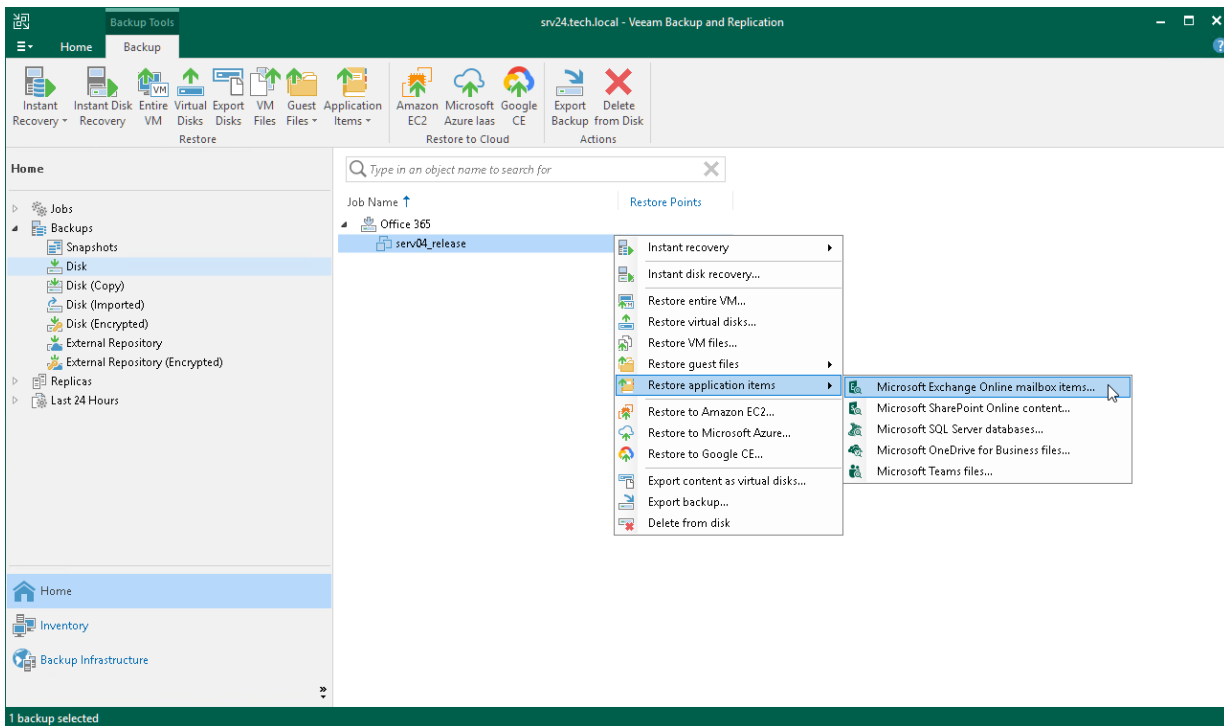 Backup Tools
srv24.tech.local - Veeam Backup and Replication
Home
Backup
Instant Recovery
Instant Disk Recovery
Entire VM
Virtual Disks
Export Disks
VM Files
Guest Files
Application Items
Restore
Amazon EC2
Microsoft Azure Iaas
Google CE
Restore to Cloud
Export Backup
Delete from Disk
Actions
Home
Jobs
Backups
Snapshots
Disk
Disk (Copy)
Disk (Imported)
Disk (Encrypted)
External Repository
External Repository (Encrypted)
Replicas
Last 24 Hours
Home
Inventory
Backup Infrastructure
Type in an object name to search for
Job Name
Restore Points
Office 365
serv04_release
Instant recovery
Instant disk recovery...
Restore entire VM...
Restore virtual disks...
Restore VM files...
Restore guest files
Restore application items
Restore to Amazon EC2...
Restore to Microsoft Azure...
Restore to Google CE...
Export content as virtual disks...
Export backup...
Delete from disk
Microsoft Exchange Online mailbox items...
Microsoft SharePoint Online content...
Microsoft SQL Server databases...
Microsoft OneDrive for Business files...
Microsoft Teams files...
1 backup selected